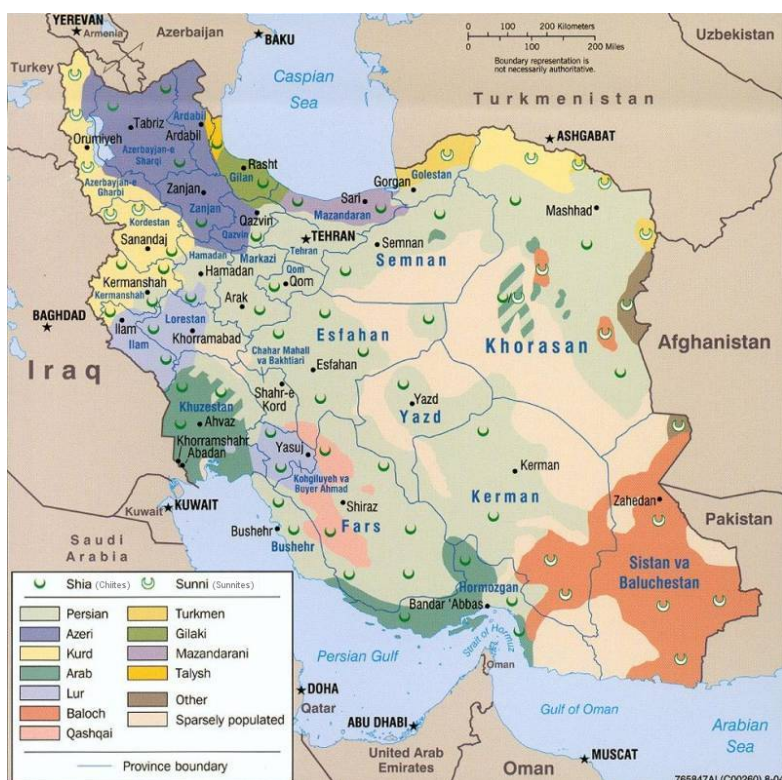 YEREVAN
Armenia
Azerbaijan
BAKU
0 100 200 Kilometers
0 100 200 Miles
Boundary representation is
not necessarily authoritative.
Uzbekistan
Turkey
Caspian
Sea
Turkmenistan
ASHGABAT
Ardabil
Tabriz
Ardabil
Orumiyeh
Azerbayjan-e
Sharqi
Rasht
Gilan
Golestan
Gorgan
Azerbayjan-e
Gharbi
Zanjan
Zanjan
Sari
Mazandaran
Mashhad
Kordestan
Qazvin
Qazvin
TEHRAN
Tehran
Semnan
Semnan
Sanandaj
Hamadan
Markazi
Hamadan
Qom
Qom
Kermanshah
Kermanshah
Arak
BAGHDAD
Ilam
Lorestan
Esfahan
Khorasan
Afghanistan
Ilam
Khorramabad
Iraq
Chahar Mahall
va Bakhtiari
Esfahan
Shahr-e
Kord
Yazd
Yazd
Khuzestan
Ahvaz
Khorramshahr
Abadan
Yasuj
Kohgiluyeh va
Buyer Ahmad
Kerman
Kerman
Zahedan
Kuwait
KUWAIT
Shiraz
Fars
Pakistan
Saudi
Arabia
Bushehr
Bushehr
Sistan va
Baluchestan
Hormozgan
Bandar 'Abbas
Strait of Hormuz
Persian Gulf
Oman
DOHA
Qatar
Gulf of Oman
ABU DHABI
Arabian
Sea
United Arab
Emirates
Oman
MUSCAT
Shia (Chiites) Sunni (Sunnites)
Persian Turkmen
Azeri Gilaki
Kurd Mazandarani
Arab Talysh
Lur
Baloch Other
Qashqai Sparsely populated
Province boundary